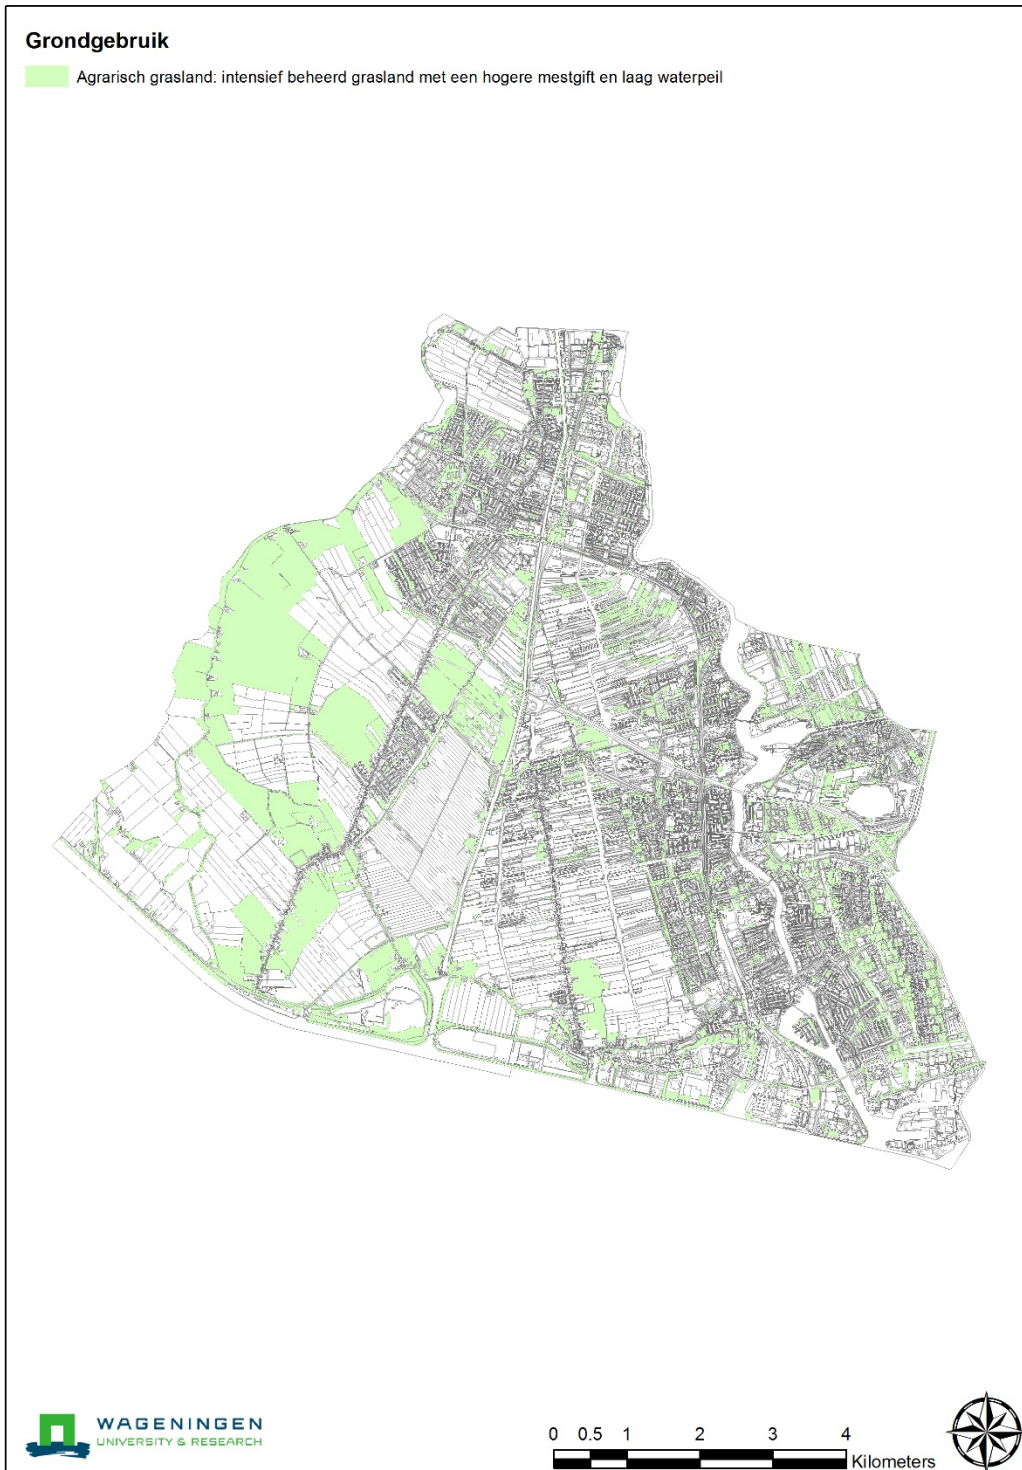 Grondgebruik
Agrarisch grasland: intensief beheerd grasland met een hogere mestgift en laag waterpeil
WAGENINGEN
UNIVERSITY & RESEARCH
0 0.5 1 2 3 4
Kilometers